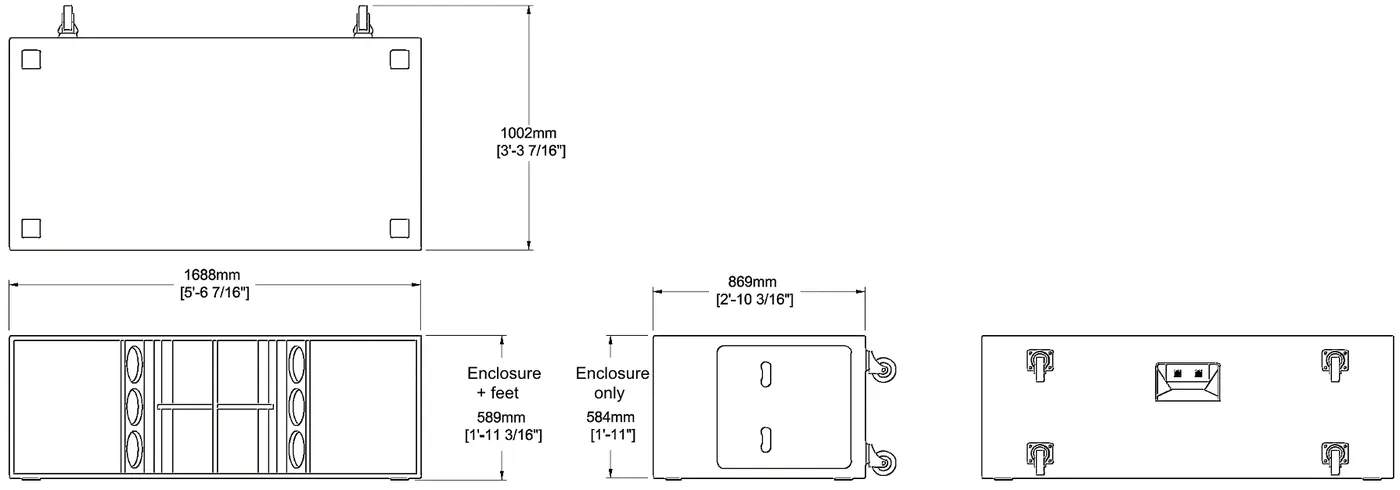 1002mm
[3'-3 7/16"]
1688mm
[5'-6 7/16"]
869mm
[2'-10 3/16"]
Enclosure
+ feet
589mm
[1'-11 3/16"]
Enclosure
only
584mm
[1'-11"]